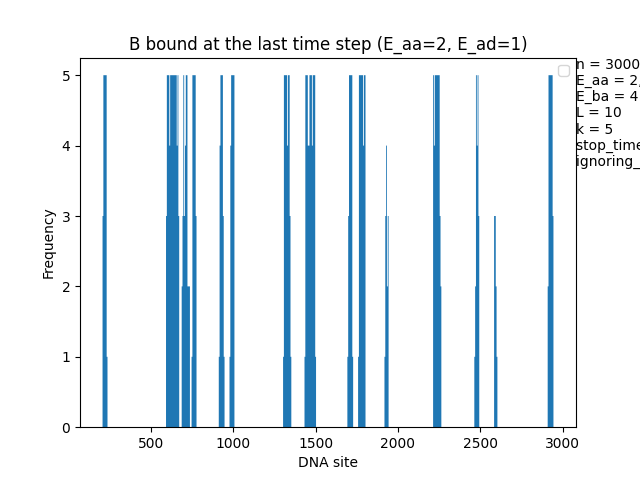 B bound at the last time step (E_aa=2, E_ad=1)
n = 3000
E_aa = 2,
E_ba = 4
L = 10
k = 5
stop_time
ignoring_
5
4
3
2
1
0
Frequency
500 1000 1500 2000 2500 3000
DNA site